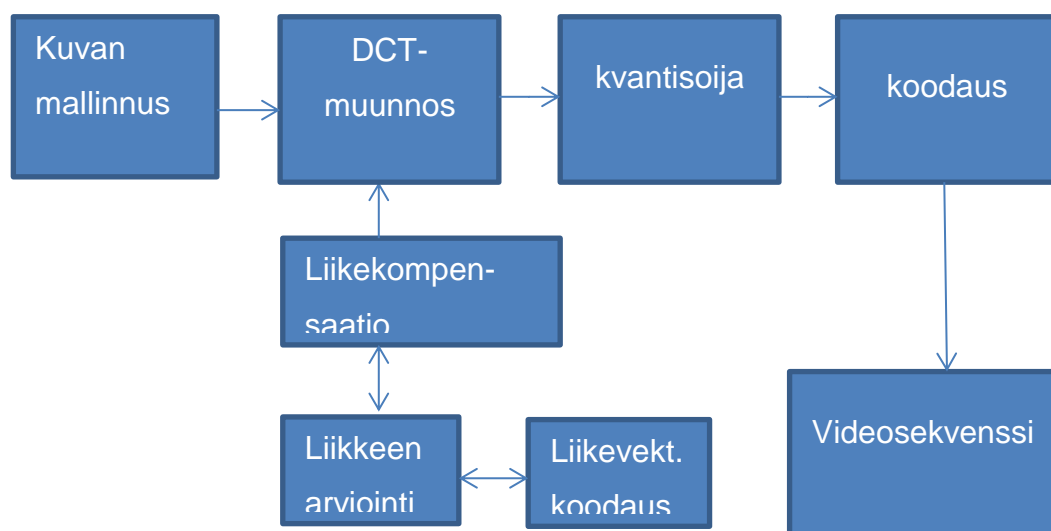 Kuvan
mallinnus
DCT-
muunnos
kvantisoija
koodaus
Liikekompen-
saatio
Liikkeen
arviointi
Liikevekt.
koodaus
Videosekvenssi